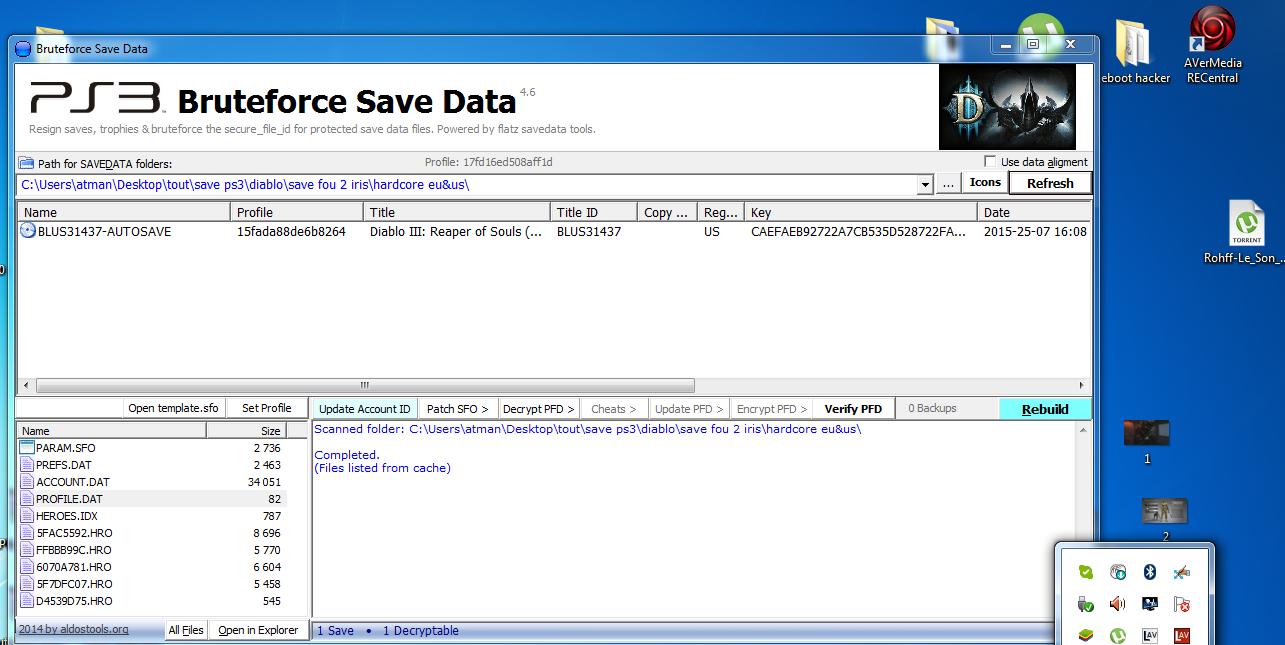 Bruteforce Save Data
PS3 Bruteforce Save Data 4.6
Resign saves, trophies & bruteforce the secure_file_id for protected save data files. Powered by flatz savedata tools.
Path for SAVEDATA folders:
Profile: 17fd16ed508aff1d
Use data aligment
C:\Users\atman\Desktop\tout\save ps3\diablo\save fou 2 iris\hardcore eu&us\
...
Icons
Refresh
Name Profile Title Title ID Copy ... Reg... Key Date
BLUS31437-AUTOSAVE 15fada88de6b8264 Diablo III: Reaper of Souls (... BLUS31437 US CAEFAEB92722A7CB535D528722FA... 2015-25-07 16:08
Open template.sfo Set Profile Update Account ID Patch SFO > Decrypt PFD > Cheats > Update PFD > Encrypt PFD > Verify PFD 0 Backups Rebuild
Name Size
PARAM.SFO 2 736
PREFS.DAT 2 463
ACCOUNT.DAT 34 051
PROFILE.DAT 82
HEROES.IDX 787
5FAC5592.HRO 8 696
FFBBB99C.HRO 5 770
6070A781.HRO 6 604
5F7DFC07.HRO 5 458
D4539D75.HRO 545
Scanned folder: C:\Users\atman\Desktop\tout\save ps3\diablo\save fou 2 iris\hardcore eu&us\
Completed.
(Files listed from cache)
2014 by aldostools.org All Files Open in Explorer
1 Save • 1 Decryptable
eboot hacker
AVerMedia
RECentral
TORRENT
Rohff-Le_Son_...
1
2
LAV
LAV